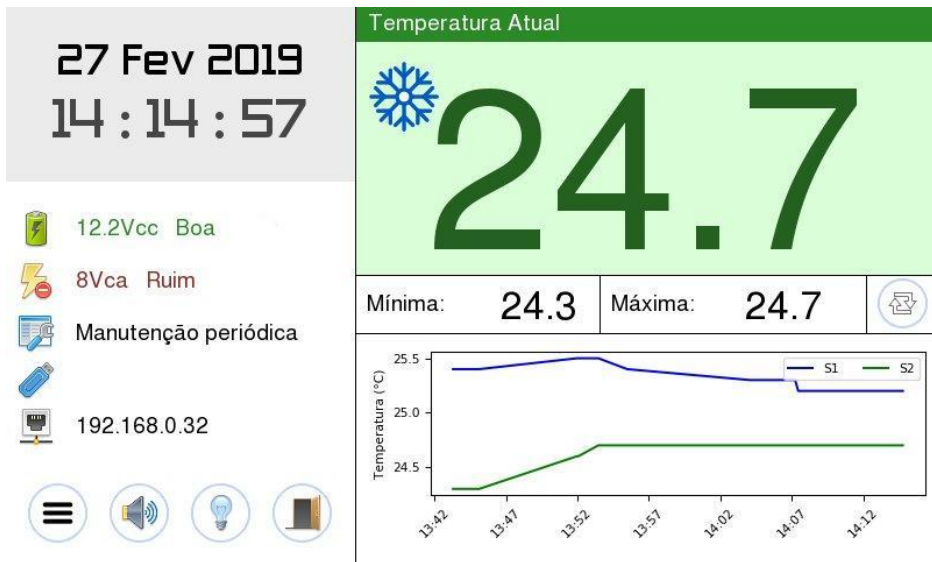 27 Fev 2019
14 : 14 : 57
12.2Vcc Boa
8Vca Ruim
Manutenção periódica
192.168.0.32
Temperatura Atual
24.7
Mínima: 24.3 Máxima: 24.7
Temperatura (°C)
25.5
25.0
24.5
S1 S2
13:42 13:47 13:52 13:57 14:02 14:07 14:12